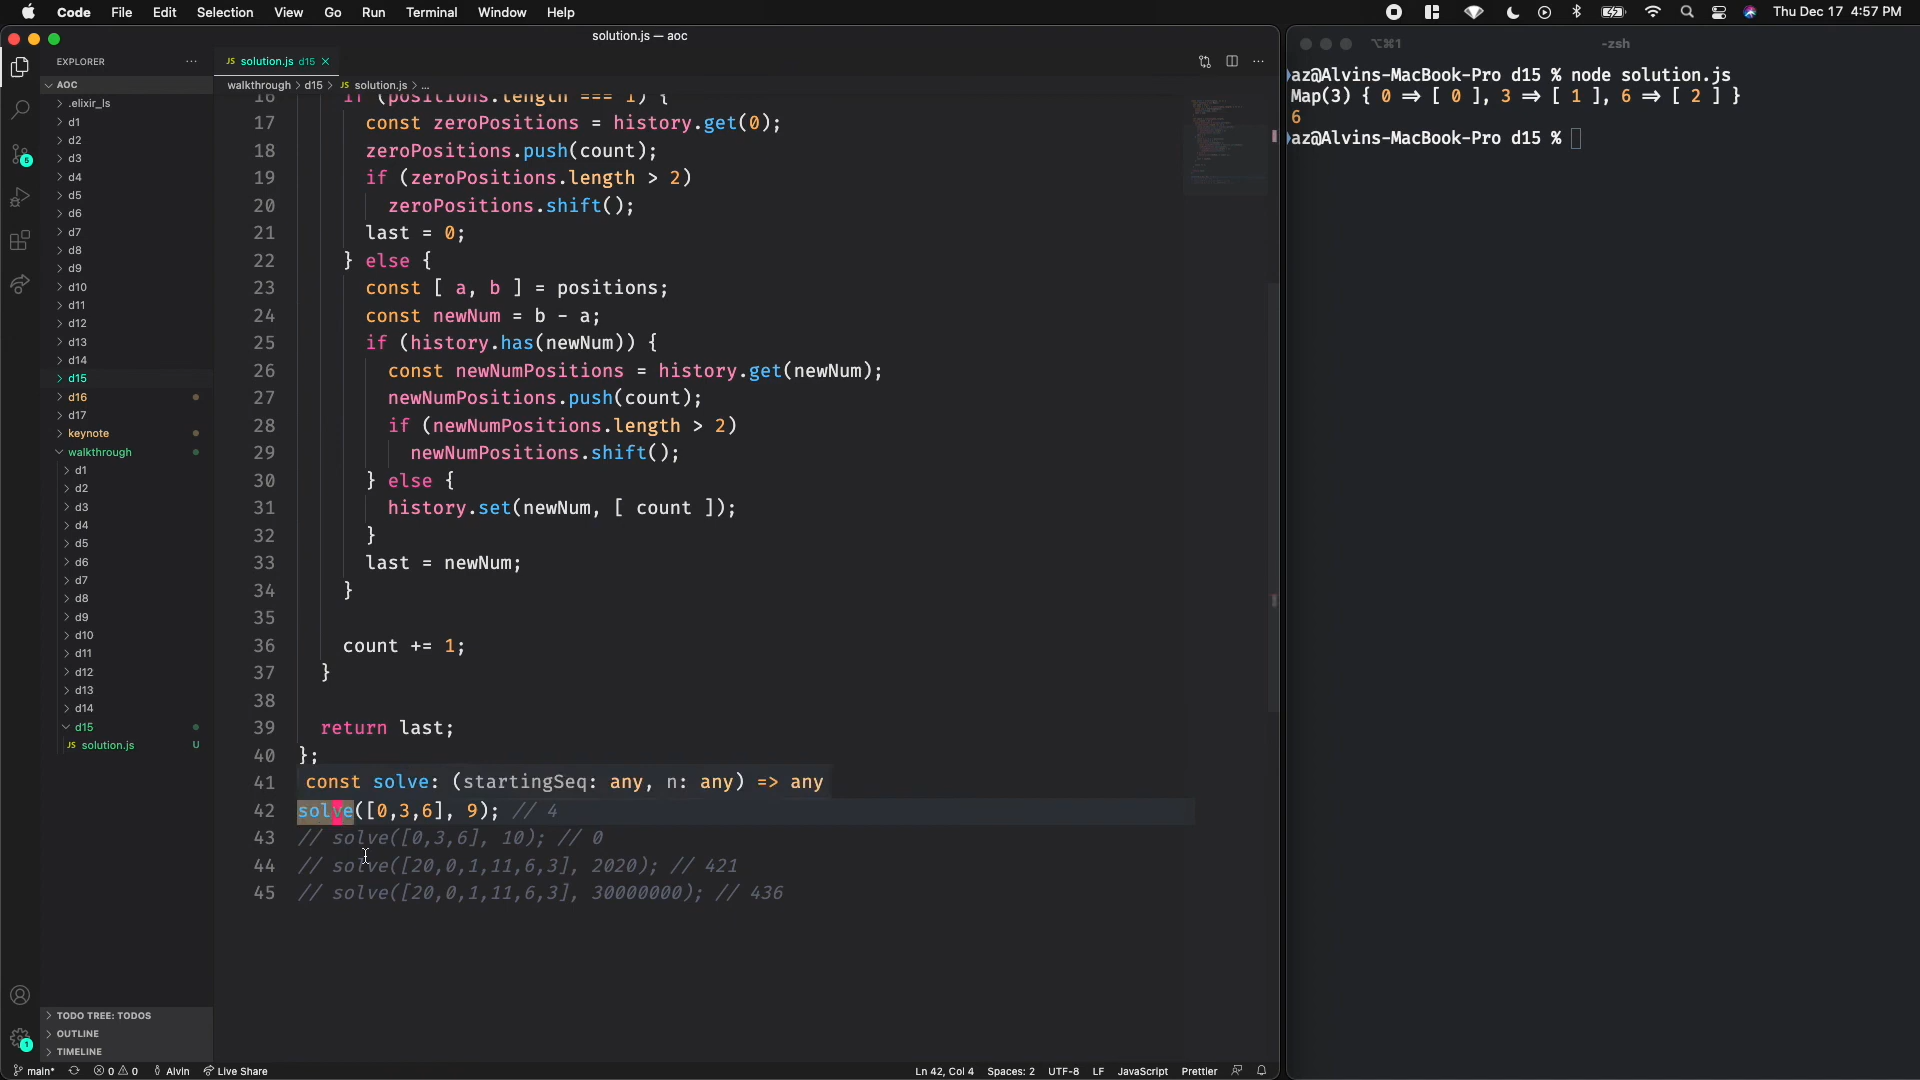 Code File Edit Selection View Go Run Terminal Window Help
Thu Dec 17 4:57 PM
solution.js — aoc
EXPLORER
AOC
.elixir_ls
d1
d2
d3
d4
d5
d6
d7
d8
d9
d10
d11
d12
d13
d14
d15
d16
d17
keynote
walkthrough
d1
d2
d3
d4
d5
d6
d7
d8
d9
d10
d11
d12
d13
d14
d15
JS solution.js U
TODO TREE: TODOS
OUTLINE
TIMELINE
5
1
JS solution.js d15 ×
walkthrough > d15 > JS solution.js > ...
16 if (positions.length === 1) {
17 const zeroPositions = history.get(0);
18 zeroPositions.push(count);
19 if (zeroPositions.length > 2)
20 zeroPositions.shift();
21 last = 0;
22 } else {
23 const [ a, b ] = positions;
24 const newNum = b - a;
25 if (history.has(newNum)) {
26 const newNumPositions = history.get(newNum);
27 newNumPositions.push(count);
28 if (newNumPositions.length > 2)
29 newNumPositions.shift();
30 } else {
31 history.set(newNum, [ count ]);
32 }
33 last = newNum;
34 }
35
36 count += 1;
37 }
38
39 return last;
40 };
41 const solve: (startingSeq: any, n: any) => any
42 solve([0,3,6], 9); // 4
43 // solve([0,3,6], 10); // 0
44 // solve([20,0,1,11,6,3], 2020); // 421
45 // solve([20,0,1,11,6,3], 30000000); // 436
main* 0 0 Alvin Live Share
Ln 42, Col 4 Spaces: 2 UTF-8 LF JavaScript Prettier
⌥⌘1 -zsh
az@Alvins-MacBook-Pro d15 % node solution.js
Map(3) { 0 => [ 0 ], 3 => [ 1 ], 6 => [ 2 ] }
6
az@Alvins-MacBook-Pro d15 %